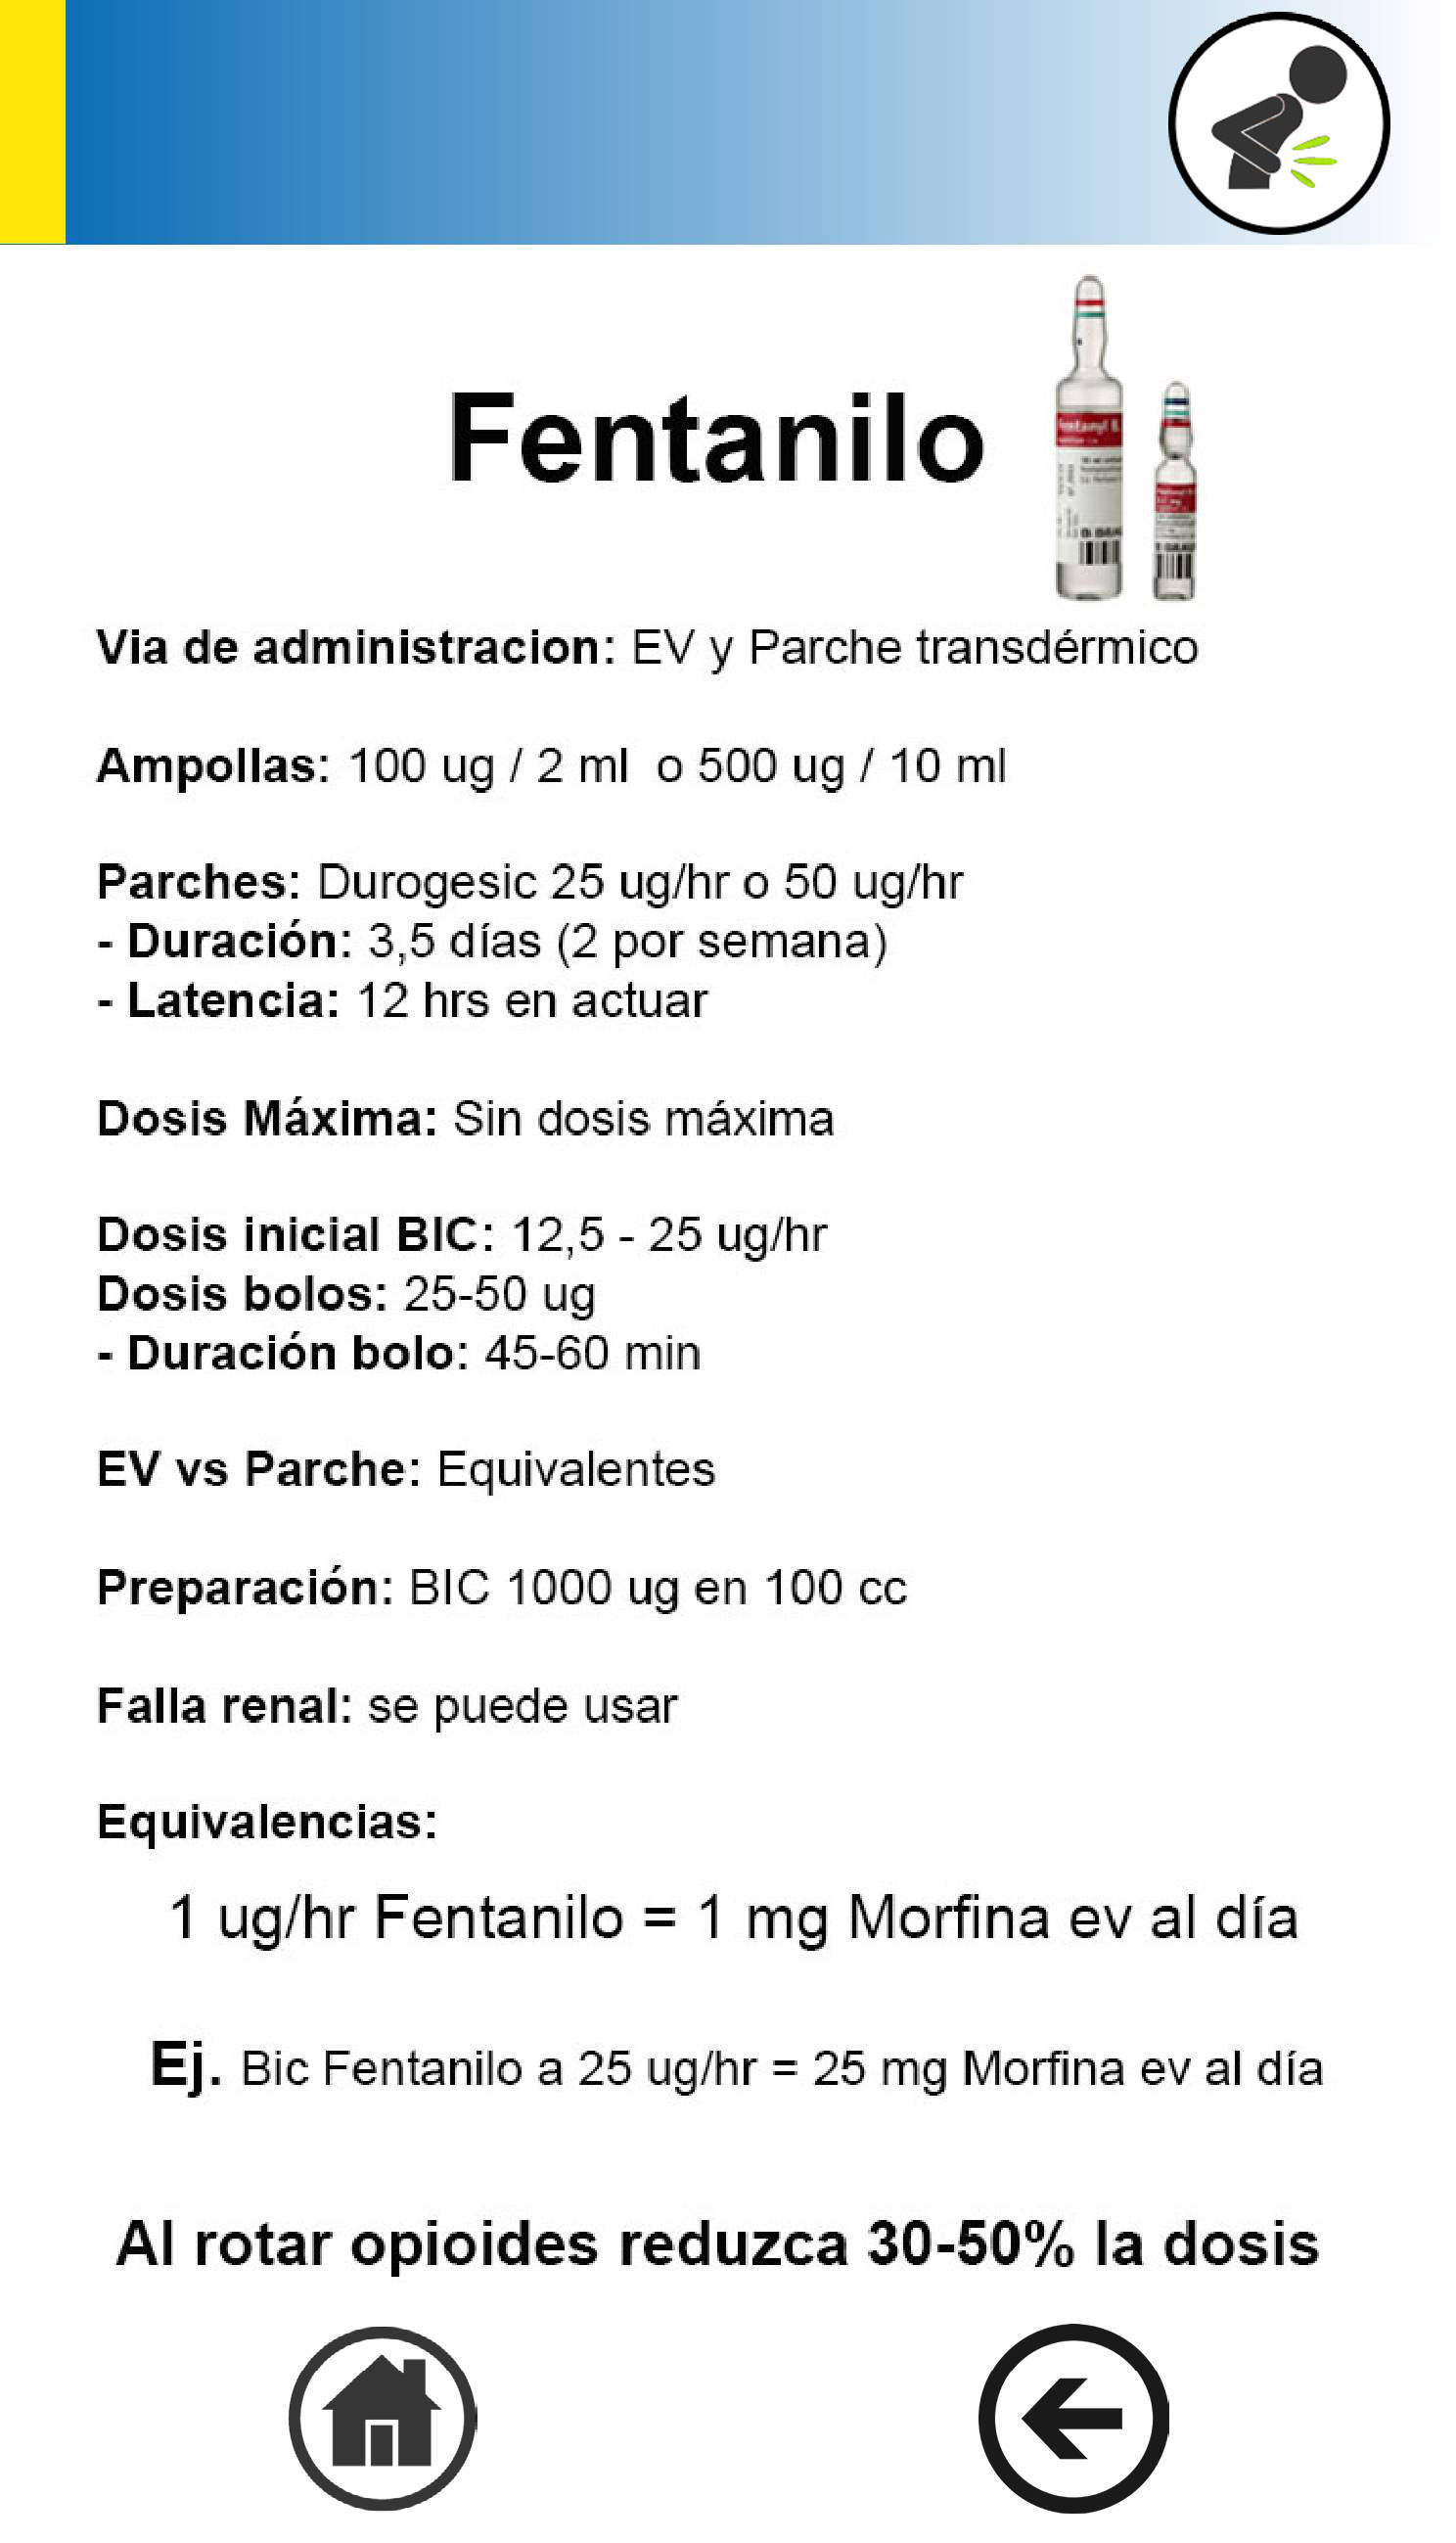 Fentanilo
Via de administracion: EV y Parche transdérmico
Ampollas: 100 ug / 2 ml o 500 ug / 10 ml
Parches: Durogesic 25 ug/hr o 50 ug/hr
- Duración: 3,5 días (2 por semana)
- Latencia: 12 hrs en actuar
Dosis Máxima: Sin dosis máxima
Dosis inicial BIC: 12,5 - 25 ug/hr
Dosis bolos: 25-50 ug
- Duración bolo: 45-60 min
EV vs Parche: Equivalentes
Preparación: BIC 1000 ug en 100 cc
Falla renal: se puede usar
Equivalencias:
1 ug/hr Fentanilo = 1 mg Morfina ev al día
Ej. Bic Fentanilo a 25 ug/hr = 25 mg Morfina ev al día
Al rotar opioides reduzca 30-50% la dosis